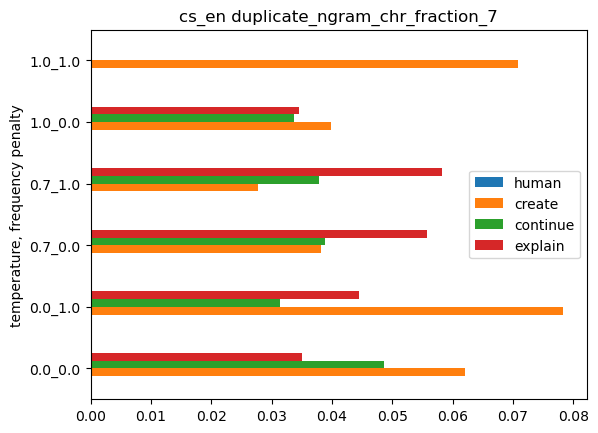 cs_en duplicate_ngram_chr_fraction_7
temperature, frequency penalty
1.0_1.0
1.0_0.0
0.7_1.0
0.7_0.0
0.0_1.0
0.0_0.0
human
create
continue
explain
0.00 0.01 0.02 0.03 0.04 0.05 0.06 0.07 0.08